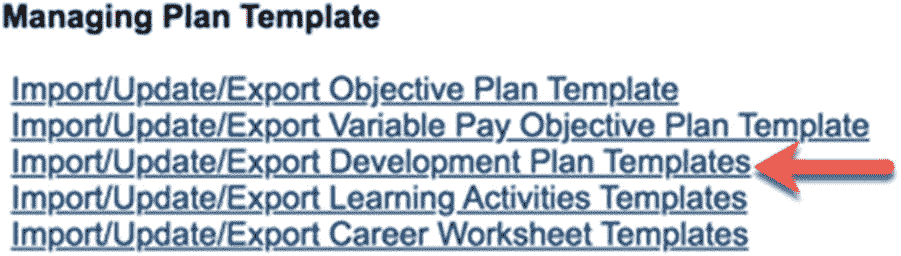 Managing Plan Template
Import/Update/Export Objective Plan Template
Import/Update/Export Variable Pay Objective Plan Template
Import/Update/Export Development Plan Templates
Import/Update/Export Learning Activities Templates
Import/Update/Export Career Worksheet Templates